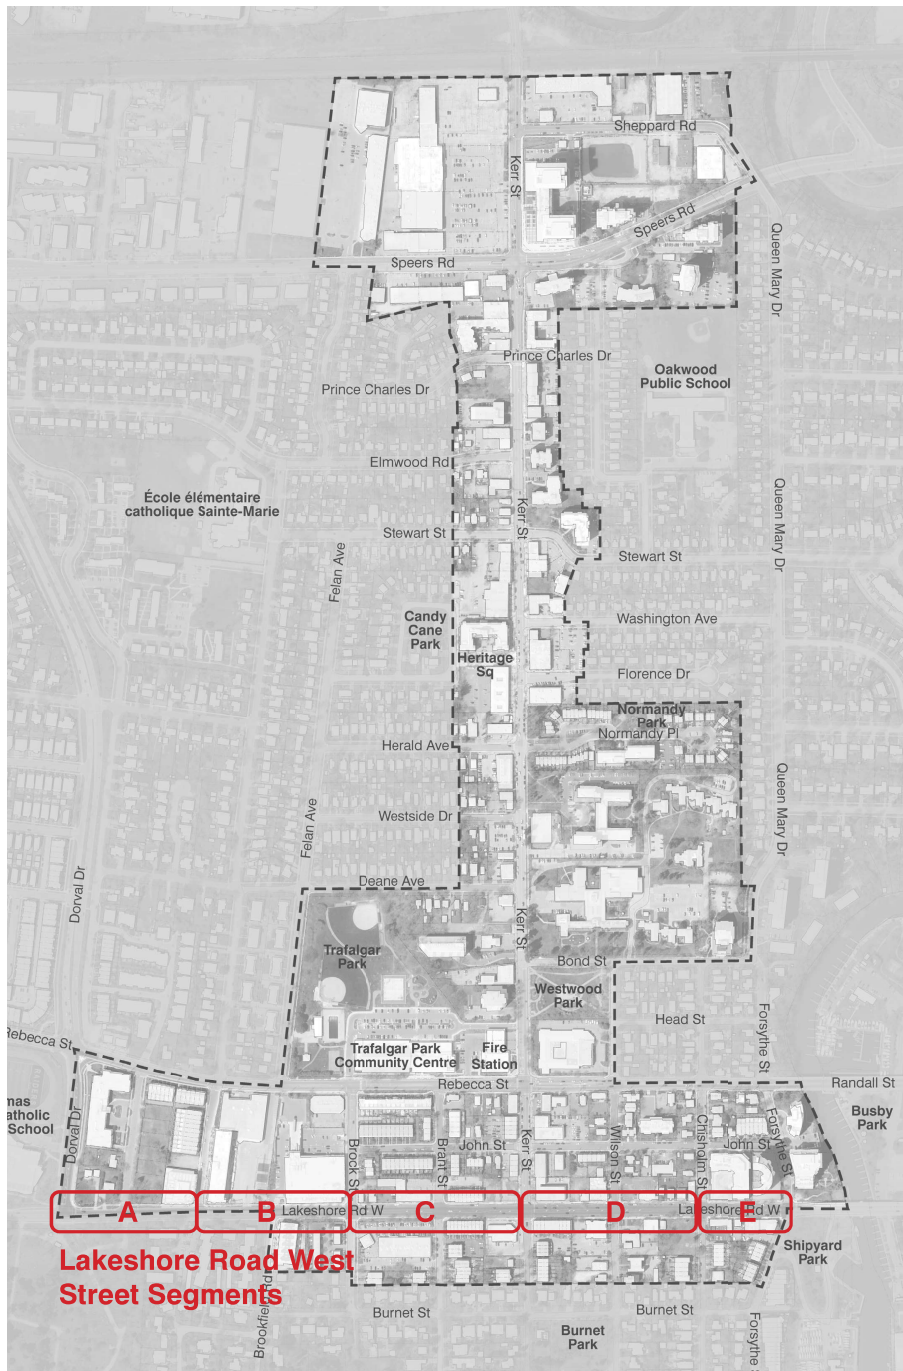 Sheppard Rd
Kerr St
Speers Rd
Queen Mary Dr
Speers Rd
Prince Charles Dr
Oakwood
Public School
Prince Charles Dr
Elmwood Rd
École élémentaire
catholique Sainte-Marie
Kerr St
Queen Mary Dr
Stewart St
Stewart St
Felan Ave
Candy
Cane
Park
Washington Ave
Heritage
Sq
Florence Dr
Normandy
Park
Normandy Pl
Herald Ave
Queen Mary Dr
Westside Dr
Felan Ave
Deane Ave
Dorval Dr
Kerr St
Trafalgar
Park
Bond St
Westwood
Park
Head St
Forsythe St
Rebecca St
Trafalgar Park
Community Centre
Fire
Station
Rebecca St
Randall St
mas
atholic
School
Busby
Park
Dorval Dr
Brock St
Brant St
John St
Kerr St
Wilson St
Chisholm St
John St
Forsythe St
A
B
Lakeshore Rd W
C
D
Lakeshore Rd W
E
Lakeshore Road West
Street Segments
Shipyard
Park
Brookfield Rd
Burnet St
Burnet St
Burnet
Park
Forsythe S